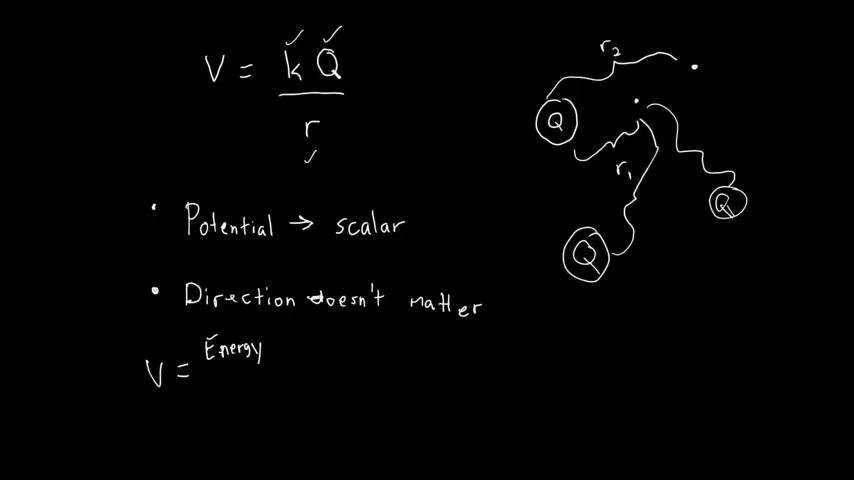 V = kQ
r
r2
Q
r1
Q
Q
• Potential → scalar
• Direction doesn't matter
V = Energy